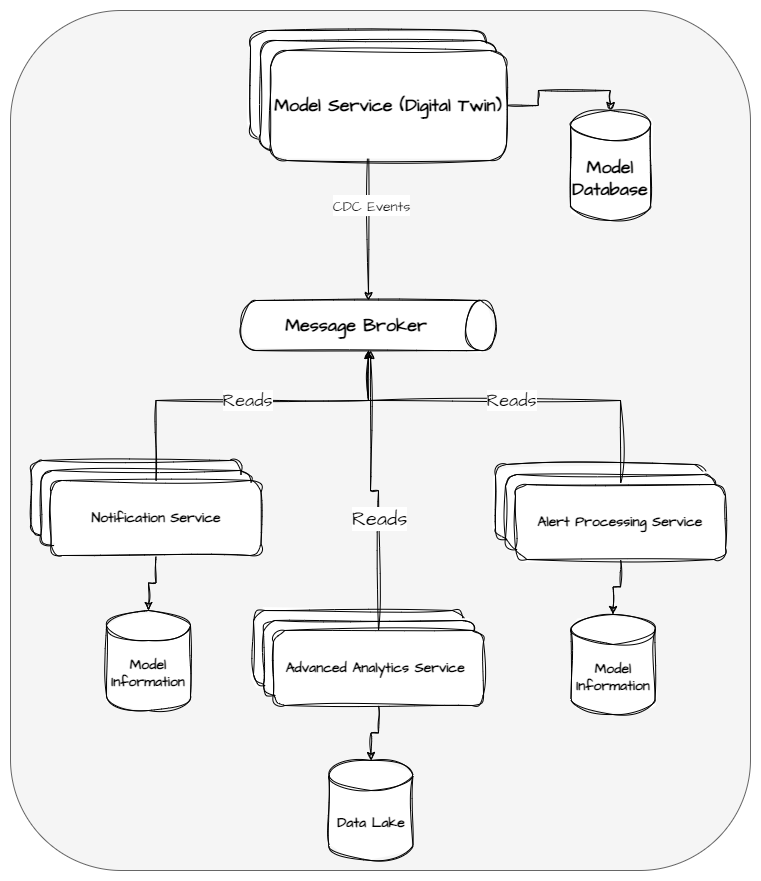 Model Service (Digital Twin)
Model
Database
CDC Events
Message Broker
Reads
Reads
Reads
Notification Service
Alert Processing Service
Model
Information
Advanced Analytics Service
Model
Information
Data Lake